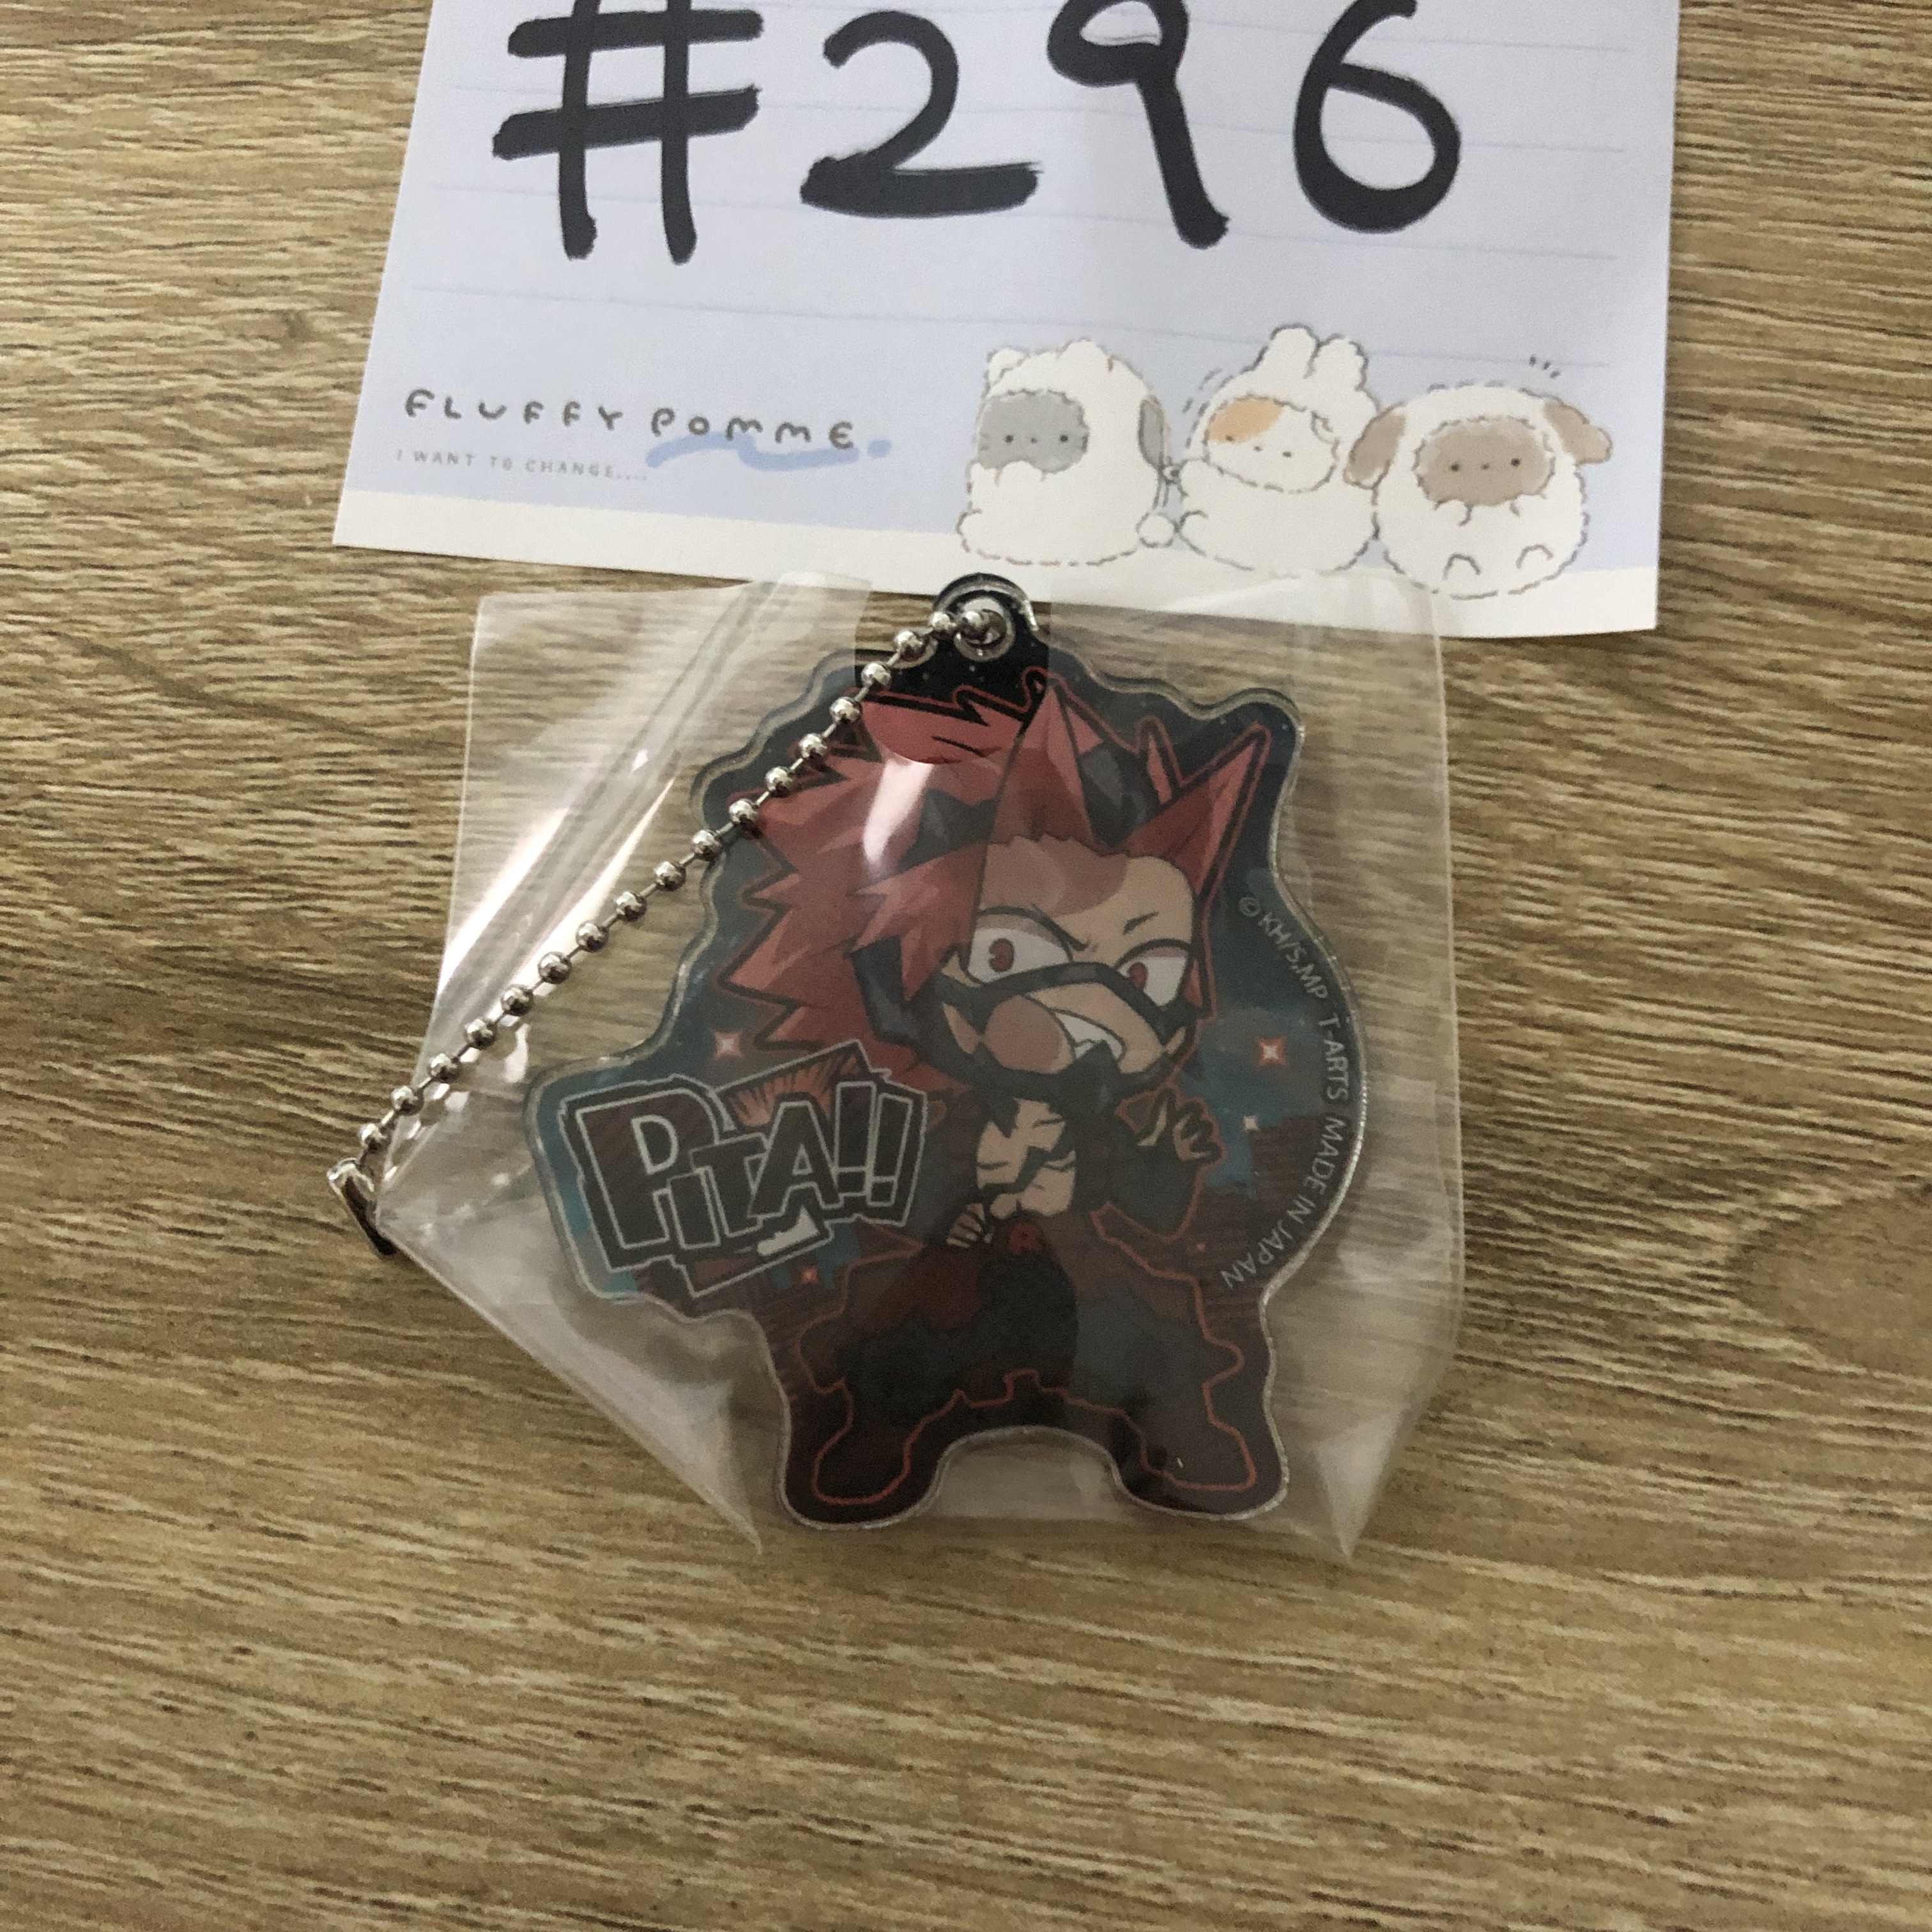 #296
FLUFFY POMME.
I WANT TO CHANGE....
©KH/S,MP T-ARTS MADE IN JAPAN
PITA!!